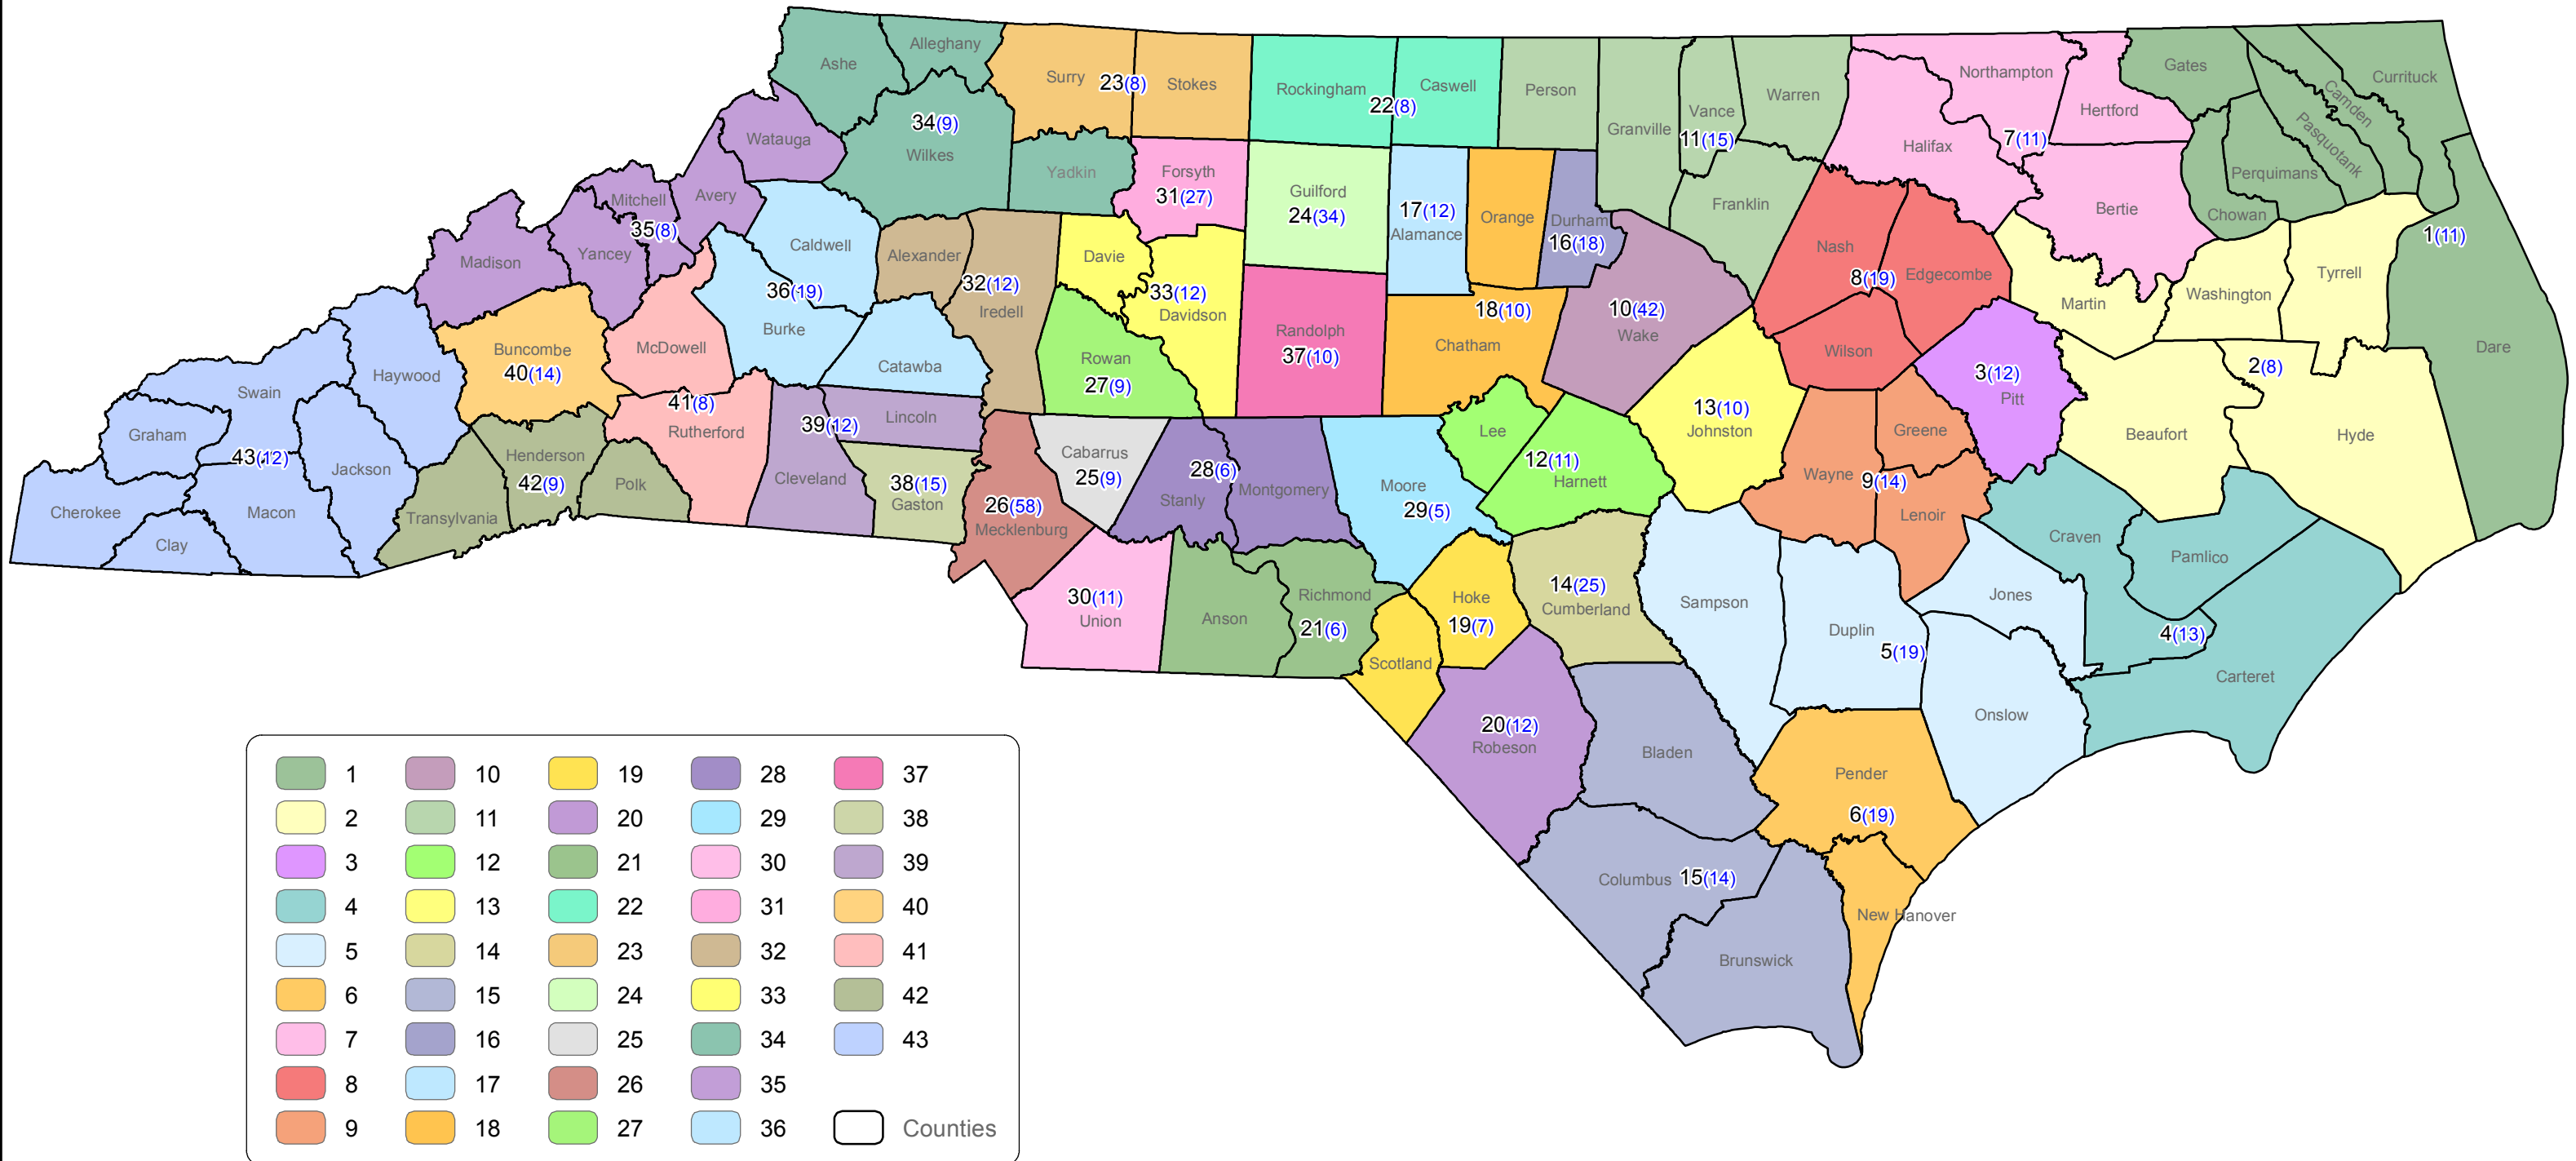 Ashe
Alleghany
Surry
23(8)
Stokes
Rockingham
22(8)
Caswell
Person
Granville
Vance
11(15)
Warren
Northampton
Halifax
7(11)
Hertford
Gates
Camden
Currituck
Pasquotank
Perquimans
Chowan
Bertie
Watauga
34(9)
Wilkes
Yadkin
Forsyth
31(27)
Guilford
24(34)
17(12)
Alamance
Orange
Durham
16(18)
Franklin
Nash
8(19)
Edgecombe
Martin
Washington
Tyrrell
1(11)
Dare
Mitchell
35(8)
Avery
Madison
Yancey
Caldwell
36(19)
Burke
Alexander
32(12)
Iredell
Davie
33(12)
Davidson
Randolph
37(10)
18(10)
Chatham
10(42)
Wake
Wilson
3(12)
Pitt
2(8)
Beaufort
Hyde
Swain
Haywood
Buncombe
40(14)
McDowell
41(8)
Rutherford
Catawba
Rowan
27(9)
39(12)
Lincoln
Cleveland
38(15)
Gaston
Graham
43(12)
Jackson
Cherokee
Macon
Clay
Transylvania
Henderson
42(9)
Polk
26(58)
Mecklenburg
Cabarrus
25(9)
28(6)
Stanly
Montgomery
Moore
29(5)
Lee
12(11)
Harnett
13(10)
Johnston
Wayne
9(14)
Greene
Lenoir
Craven
Pamlico
4(13)
Carteret
Jones
30(11)
Union
Anson
Richmond
21(6)
Scotland
Hoke
19(7)
14(25)
Cumberland
Sampson
Duplin
5(19)
Onslow
20(12)
Robeson
Bladen
Pender
6(19)
Columbus
15(14)
New Hanover
Brunswick
1 10 19 28 37
2 11 20 29 38
3 12 21 30 39
4 13 22 31 40
5 14 23 32 41
6 15 24 33 42
7 16 25 34 43
8 17 26 35
9 18 27 36 Counties